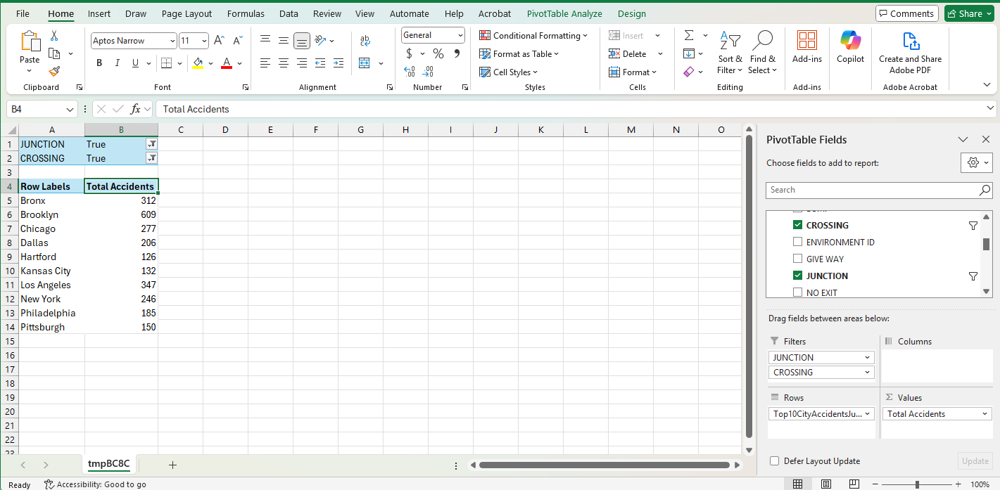 File Home Insert Draw Page Layout Formulas Data Review View Automate Help Acrobat PivotTable Analyze Design Comments Share
Paste
Clipboard
Aptos Narrow 11
B I U A
Font
ab
Alignment
General
$ % 9
Number
Conditional Formatting
Format as Table
Cell Styles
Styles
Insert
Delete
Format
Cells
Sort & Filter
Find & Select
Editing
Add-ins
Add-ins
Copilot
Create and Share Adobe PDF
Adobe Acrobat
B4 fx Total Accidents
A B C D E F G H I J K L M N O
1 JUNCTION True
2 CROSSING True
3
4 Row Labels Total Accidents
5 Bronx 312
6 Brooklyn 609
7 Chicago 277
8 Dallas 206
9 Hartford 126
10 Kansas City 132
11 Los Angeles 347
12 New York 246
13 Philadelphia 185
14 Pittsburgh 150
15
16
17
18
19
20
21
22
23
tmpBC8C
Ready Accessibility: Good to go 100%
PivotTable Fields
Choose fields to add to report:
Search
CROSSING
ENVIRONMENT ID
GIVE WAY
JUNCTION
NO EXIT
Drag fields between areas below:
Filters
JUNCTION
CROSSING
Columns
Rows
Top10CityAccidentsJu...
Σ Values
Total Accidents
Defer Layout Update Update